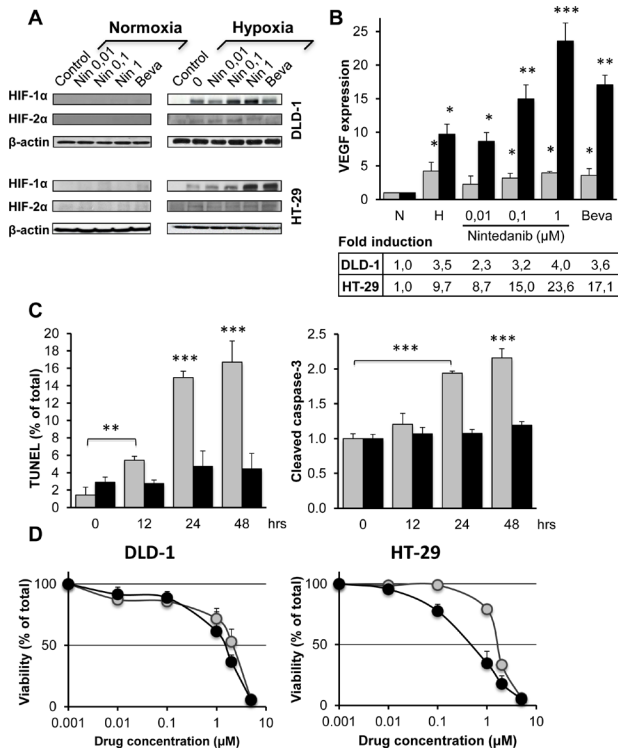 A
Normoxia Hypoxia
Control Nin 0,01 Nin 0,1 Nin 1 Beva Control 0 Nin 0,01 Nin 0,1 Nin 1 Beva
HIF-1α
HIF-2α
β-actin
DLD-1
HIF-1α
HIF-2α
β-actin
HT-29
B
VEGF expression
30
25
20
15
10
5
0
* * * * ** * *** * **
N H 0,01 0,1 1 Beva
Nintedanib (µM)
Fold induction
DLD-1 1,0 3,5 2,3 3,2 4,0 3,6
HT-29 1,0 9,7 8,7 15,0 23,6 17,1
C
TUNEL (% of total)
20
18
16
14
12
10
8
6
4
2
0
** *** ***
0 12 24 48 hrs
Cleaved caspase-3
2.5
2.0
1.5
1.0
0.5
0.0
*** ***
0 12 24 48 hrs
D
DLD-1
Viability (% of total)
100
50
0
0.001 0.01 0.1 1 10
Drug concentration (µM)
HT-29
Viability (% of total)
100
50
0
0.001 0.01 0.1 1 10
Drug concentration (µM)